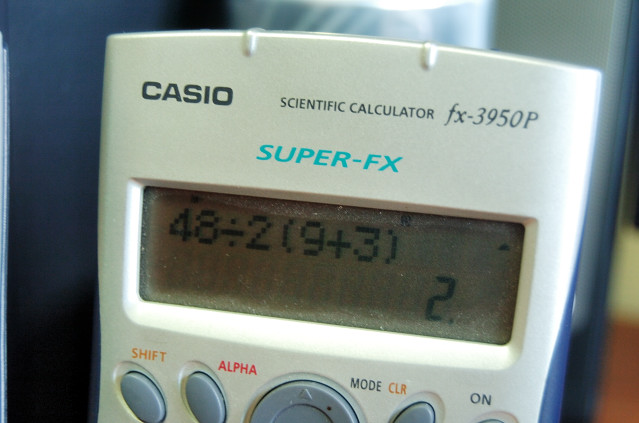 CASIO SCIENTIFIC CALCULATOR fx-3950P
SUPER-FX
48÷2(9+3)
2.
SHIFT ALPHA MODE CLR ON